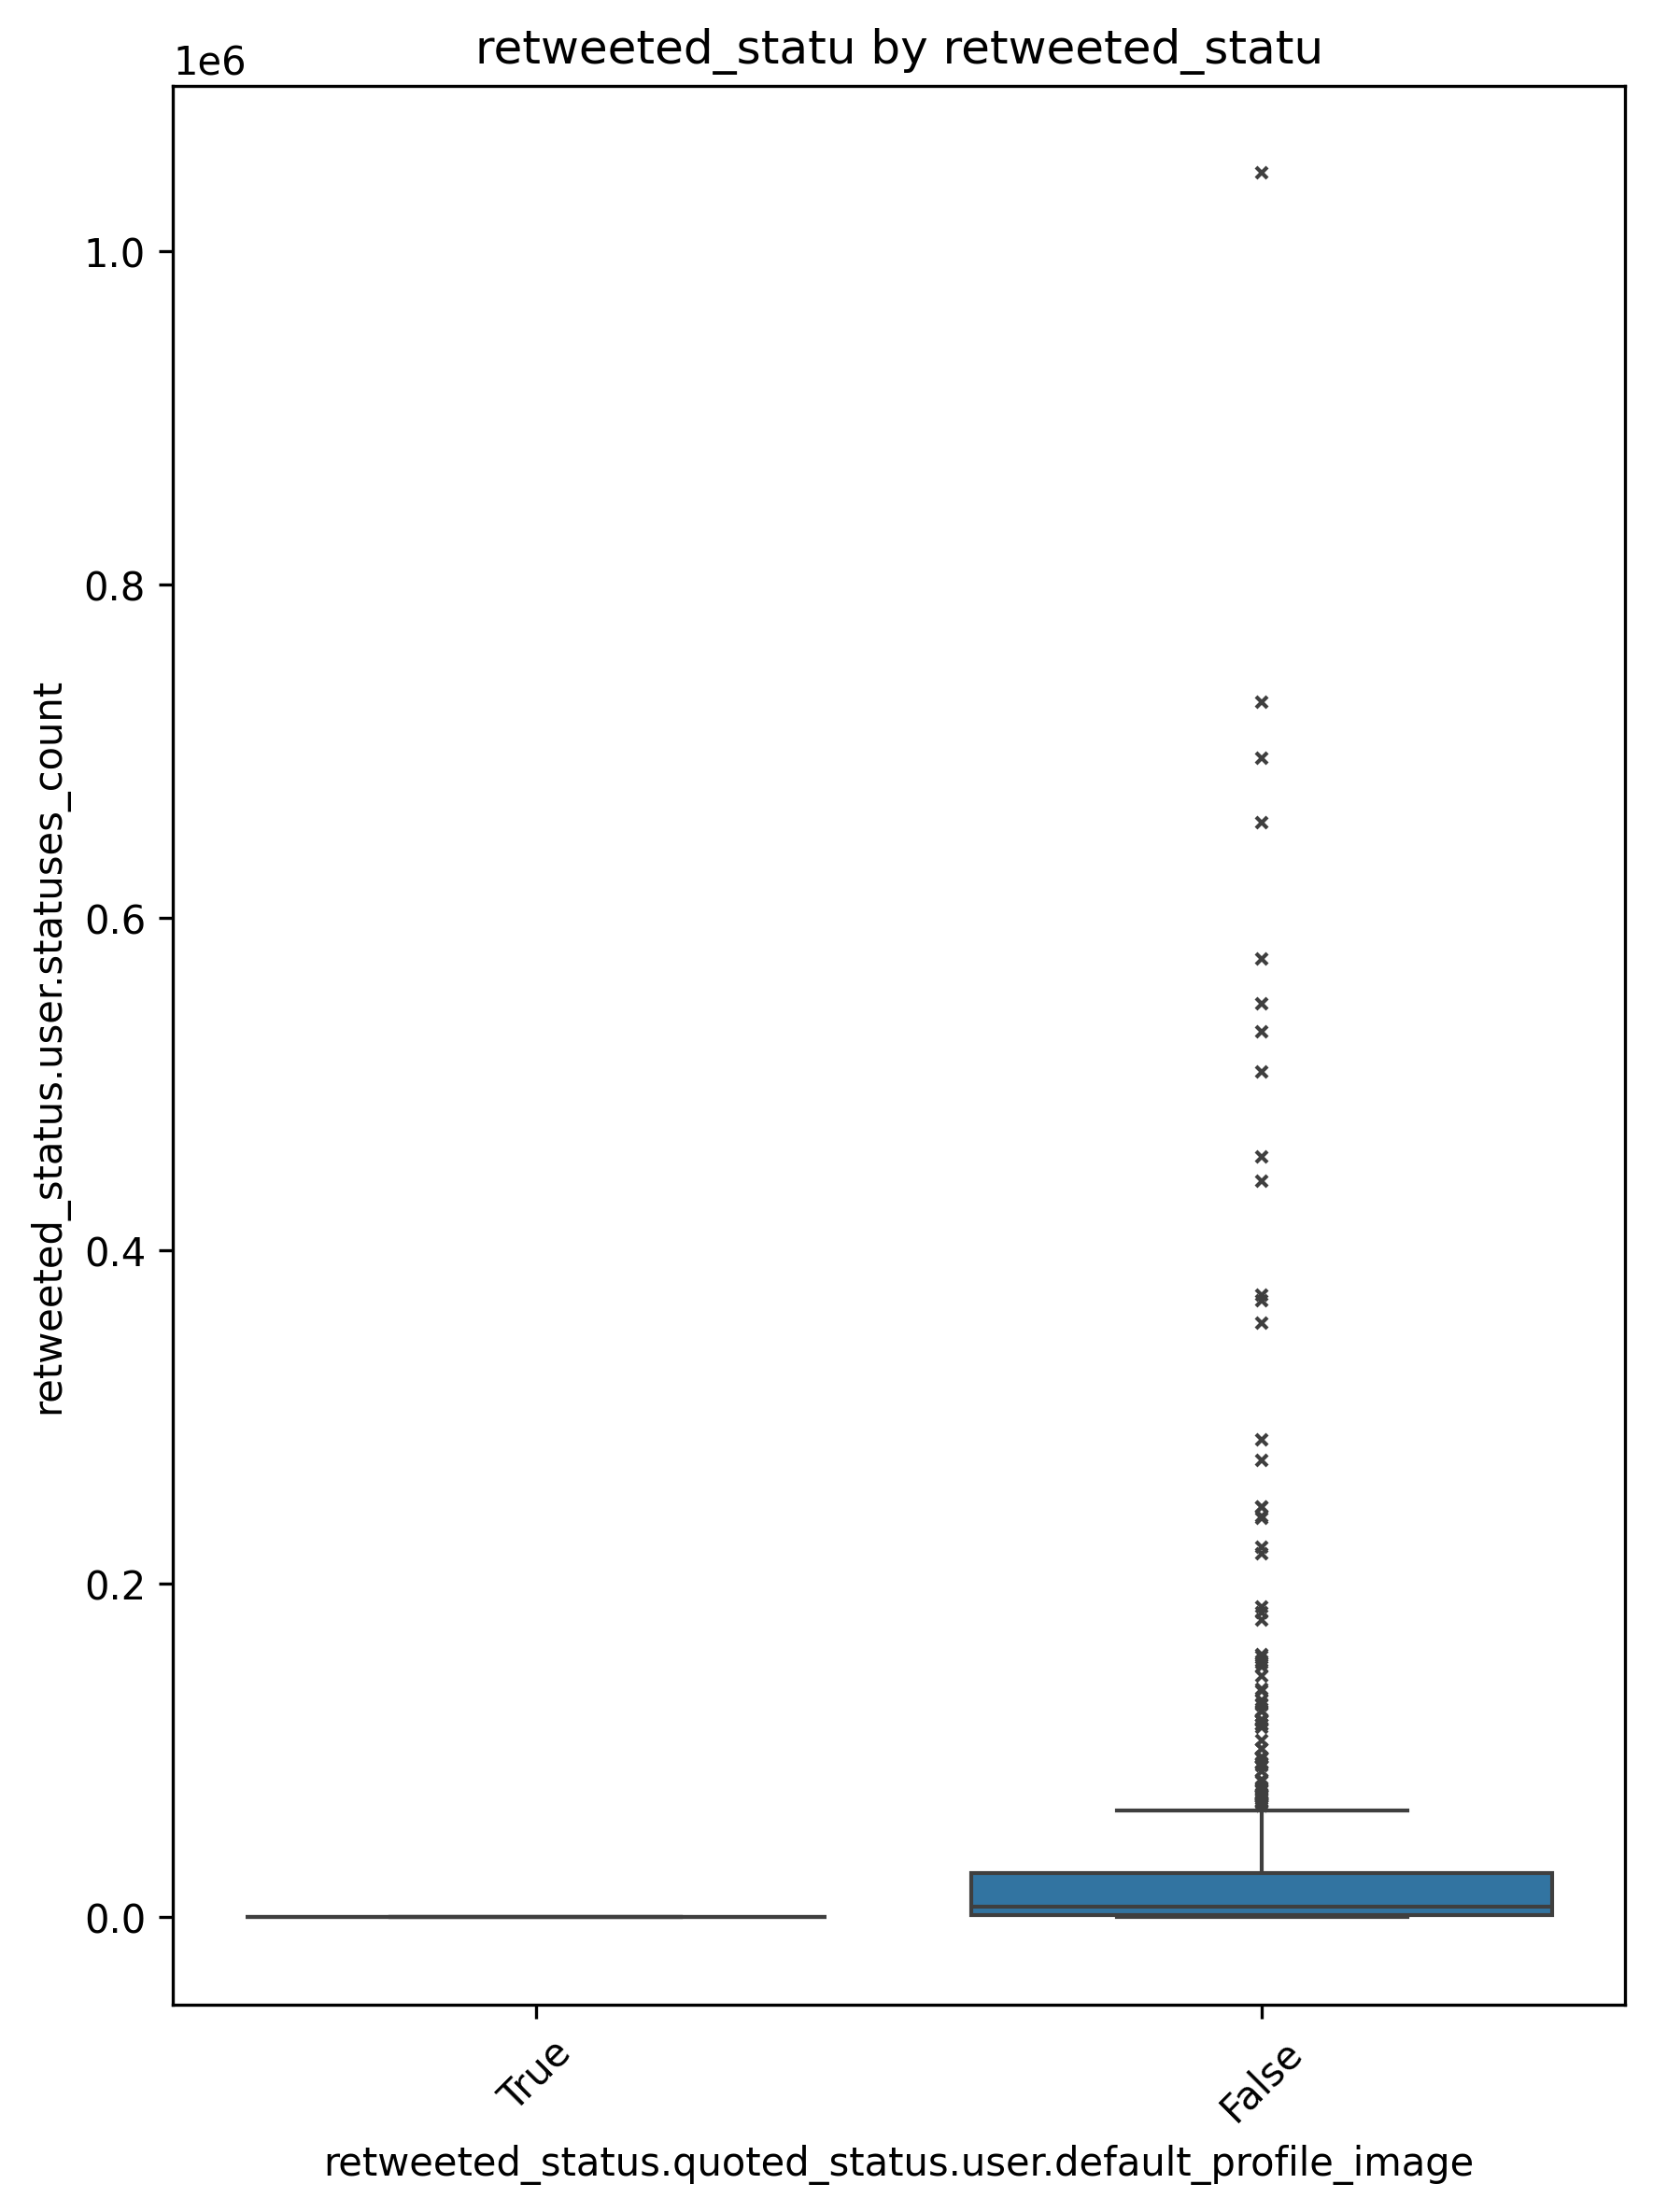 retweeted_statu by retweeted_statu
1e6
1.0
0.8
0.6
0.4
0.2
0.0
retweeted_status.user.statuses_count
True
False
retweeted_status.quoted_status.user.default_profile_image